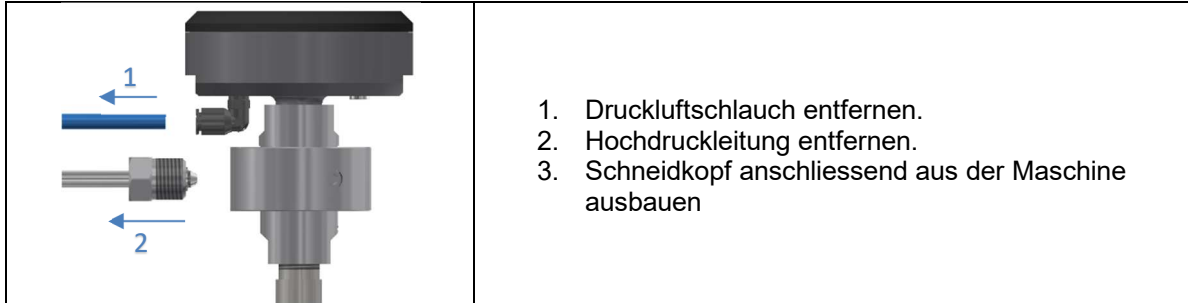 1
2
1. Druckluftschlauch entfernen.
2. Hochdruckleitung entfernen.
3. Schneidkopf anschliessend aus der Maschine
ausbauen